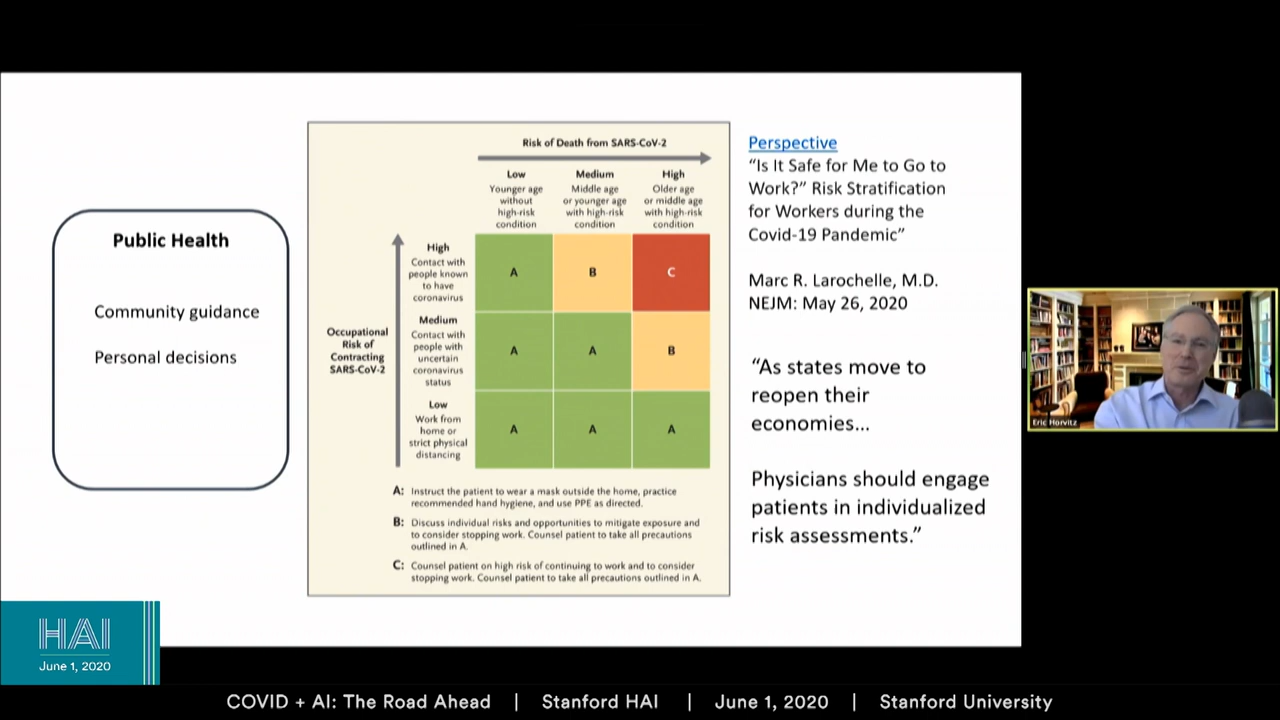 Public Health
Community guidance
Personal decisions
Risk of Death from SARS-CoV-2
Low
Younger age
without
high-risk
condition
Medium
Middle age
or younger age
with high-risk
condition
High
Older age
or middle age
with high-risk
condition
Occupational
Risk of
Contracting
SARS-CoV-2
High
Contact with
people known
to have
coronavirus
A
B
C
Medium
Contact with
people with
uncertain
coronavirus
status
A
A
B
Low
Work from
home or
strict physical
distancing
A
A
A
A: Instruct the patient to wear a mask outside the home, practice
recommended hand hygiene, and use PPE as directed.
B: Discuss individual risks and opportunities to mitigate exposure and
to consider stopping work. Counsel patient to take all precautions
outlined in A.
C: Counsel patient on high risk of continuing to work and to consider
stopping work. Counsel patient to take all precautions outlined in A.
Perspective
“Is It Safe for Me to Go to
Work?” Risk Stratification
for Workers during the
Covid-19 Pandemic”
Marc R. Larochelle, M.D.
NEJM: May 26, 2020
“As states move to
reopen their
economies...
Physicians should engage
patients in individualized
risk assessments.”
Eric Horvitz
HAI
June 1, 2020
COVID + AI: The Road Ahead | Stanford HAI | June 1, 2020 | Stanford University